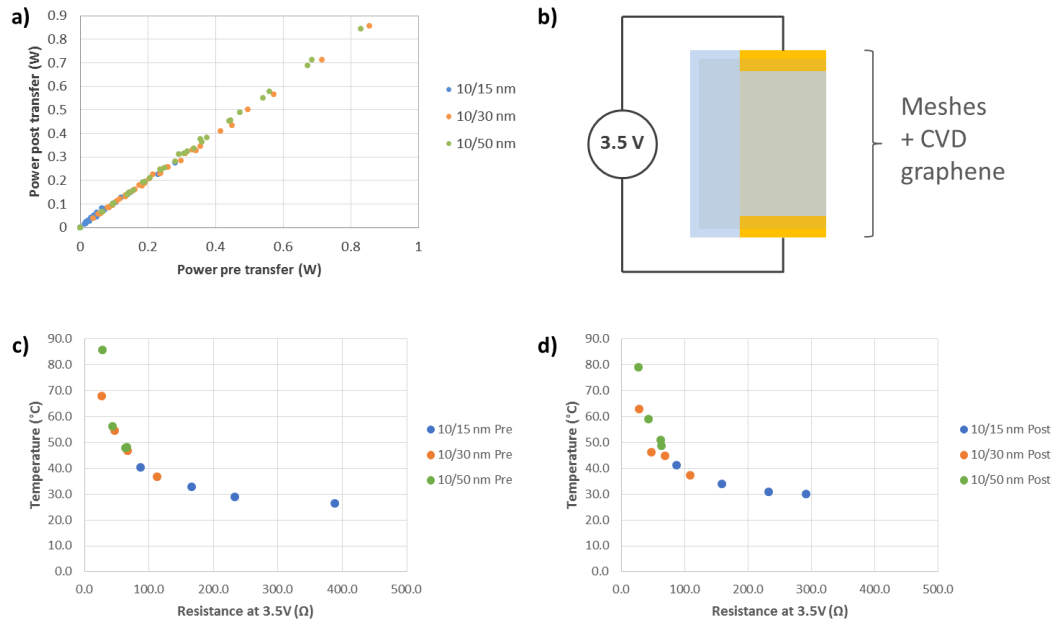 a)
0.9
0.8
0.7
0.6
0.5
0.4
0.3
0.2
0.1
0
0
0.2
0.4
0.6
0.8
1
Power post transfer (W)
Power pre transfer (W)
10/15 nm
10/30 nm
10/50 nm
b)
3.5 V
Meshes
+ CVD
graphene
c)
90.0
80.0
70.0
60.0
50.0
40.0
30.0
20.0
10.0
0.0
0.0
100.0
200.0
300.0
400.0
500.0
Temperature (°C)
Resistance at 3.5V (Ω)
10/15 nm Pre
10/30 nm Pre
10/50 nm Pre
d)
90.0
80.0
70.0
60.0
50.0
40.0
30.0
20.0
10.0
0.0
0.0
100.0
200.0
300.0
400.0
500.0
Temperature (°C)
Resistance at 3.5V (Ω)
10/15 nm Post
10/30 nm Post
10/50 nm Post